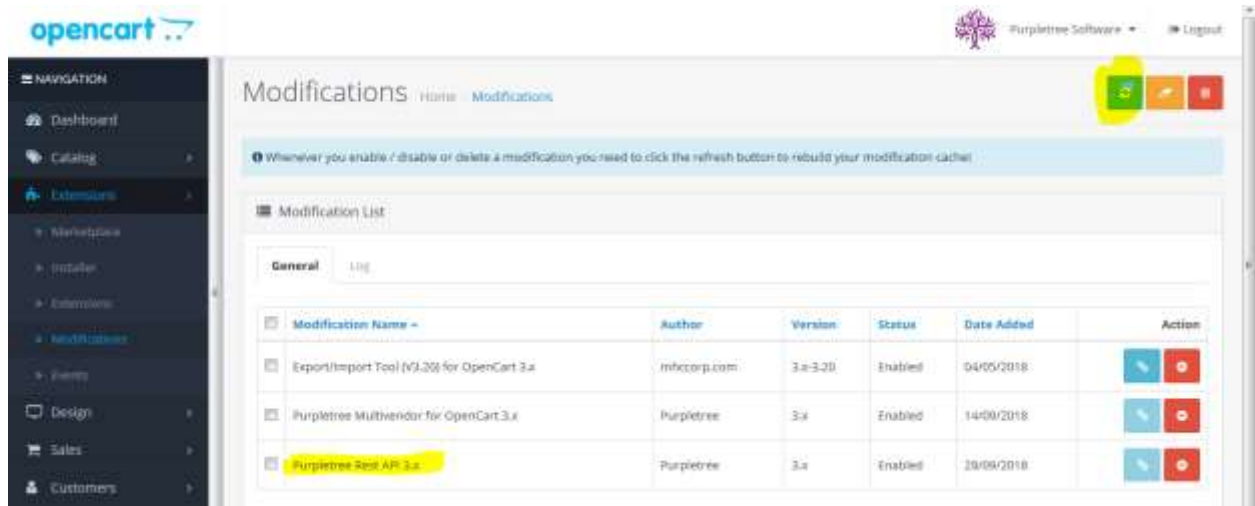 opencart
Purpletree Software
Logout
NAVIGATION
Modifications Home Modifications
Dashboard
Catalog
Whenever you enable / disable or delete a modification you need to click the refresh button to rebuild your modification cache!
Extensions
Modification List
Marketplace
General Log
Installer
Extensions
Modification Name Author Version Status Date Added Action
Modifications
Export/Import Tool (V3.20) for OpenCart 3.x mhccorp.com 3.x-3.20 Enabled 04/05/2018
Events
Design
Purpletree Multivendor for OpenCart 3.x Purpletree 3.x Enabled 14/09/2018
Sales
Purpletree Rest API 3.x Purpletree 3.x Enabled 29/09/2018
Customers